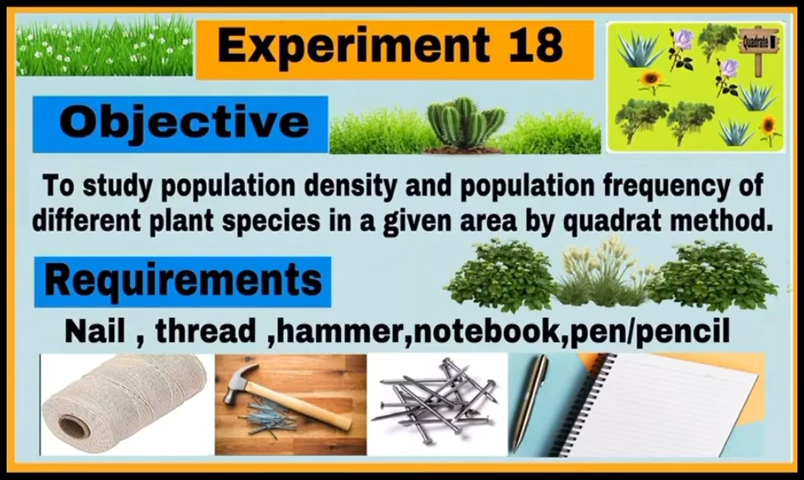 Experiment 18
Quadrate
Objective
To study population density and population frequency of
different plant species in a given area by quadrat method.
Requirements
Nail , thread ,hammer,notebook,pen/pencil